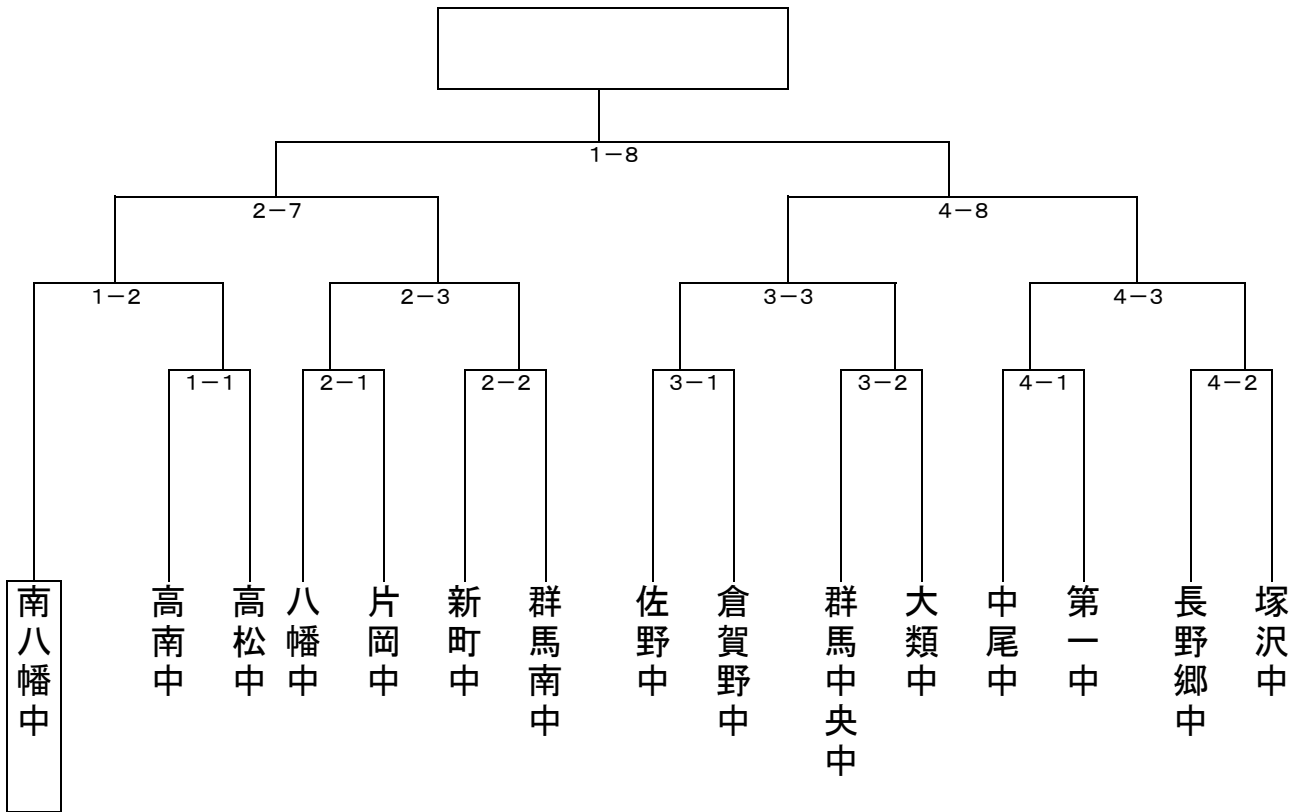 1－8
2－7
4－8
1－2
2－3
3－3
4－3
1－1
2－1
2－2
3－1
3－2
4－1
4－2
南八幡中
高南中
高松中
八幡中
片岡中
新町中
群馬南中
佐野中
倉賀野中
群馬中央中
大類中
中尾中
第一中
長野郷中
塚沢中